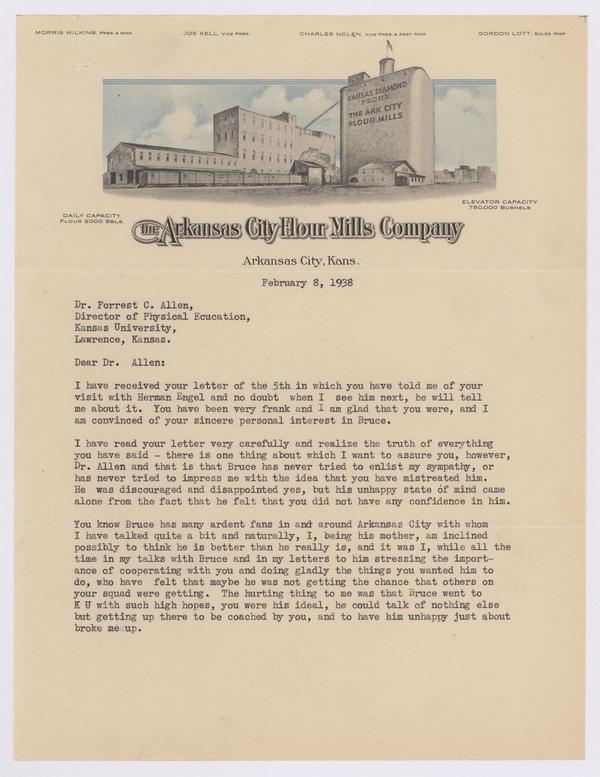 MORRIS WILKINS, PRES. & MGR. JOE KELL, VICE PRES. CHARLES NOLEN, VICE PRES. & ASST. MGR. GORDON LOTT, SALES MGR.
KANSAS DIAMOND
FLOUR
THE ARK CITY
FLOUR MILLS
DAILY CAPACITY
FLOUR 2000 BBLS.
ELEVATOR CAPACITY
750,000 BUSHELS
THE Arkansas City Flour Mills Company
Arkansas City, Kans.
February 8, 1938
Dr. Forrest C. Allen,
Director of Physical Ecucation,
Kansas University,
Lawrence, Kansas.
Dear Dr. Allen:
I have received your letter of the 5th in which you have told me of your
visit with Herman Engel and no doubt when I see him next, he will tell
me about it. You have been very frank and I am glad that you were, and I
am convinced of your sincere personal interest in Bruce.
I have read your letter very carefully and realize the truth of everything
you have said - there is one thing about which I want to assure you, however,
Dr. Allen and that is that Bruce has never tried to enlist my sympathy, or
has never tried to impress me with the idea that you have mistreated him.
He was discouraged and disappointed yes, but his unhappy state of mind came
alone from the fact that he felt that you did not have any confidence in him.
You know Bruce has many ardent fans in and around Arkansas City with whom
I have talked quite a bit and naturally, I, being his mother, am inclined
possibly to think he is better than he really is, and it was I, while all the
time in my talks with Bruce and in my letters to him stressing the import-
ance of cooperating with you and doing gladly the things you wanted him to
do, who have felt that maybe he was not getting the chance that others on
your squad were getting. The hurting thing to me was that Bruce went to
K U with such high hopes, you were his ideal, he could talk of nothing else
but getting up there to be coached by you, and to have him unhappy just about
broke me up.